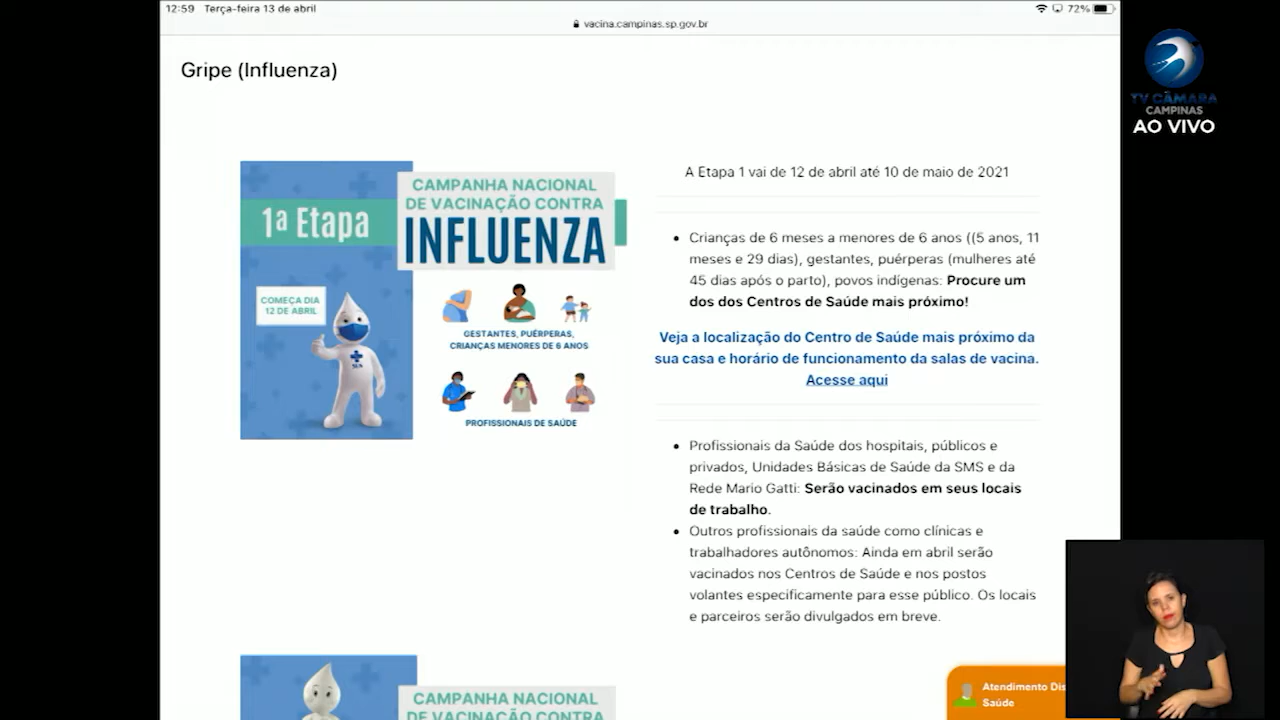 12:59 Terça-feira 13 de abril
vacina.campinas.sp.gov.br
72%
TV CÂMARA
CAMPINAS
AO VIVO
Gripe (Influenza)
1ª Etapa
CAMPANHA NACIONAL
DE VACINAÇÃO CONTRA
INFLUENZA
COMEÇA DIA
12 DE ABRIL
SUS
GESTANTES, PUÉRPERAS,
CRIANÇAS MENORES DE 6 ANOS
PROFISSIONAIS DE SAÚDE
A Etapa 1 vai de 12 de abril até 10 de maio de 2021
• Crianças de 6 meses a menores de 6 anos ((5 anos, 11
meses e 29 dias), gestantes, puérperas (mulheres até
45 dias após o parto), povos indígenas: Procure um
dos dos Centros de Saúde mais próximo!
Veja a localização do Centro de Saúde mais próximo da
sua casa e horário de funcionamento da salas de vacina.
Acesse aqui
• Profissionais da Saúde dos hospitais, públicos e
privados, Unidades Básicas de Saúde da SMS e da
Rede Mario Gatti: Serão vacinados em seus locais
de trabalho.
• Outros profissionais da saúde como clínicas e
trabalhadores autônomos: Ainda em abril serão
vacinados nos Centros de Saúde e nos postos
volantes especificamente para esse público. Os locais
e parceiros serão divulgados em breve.
CAMPANHA NACIONAL
DE VACINAÇÃO CONTRA
Atendimento Dis
Saúde